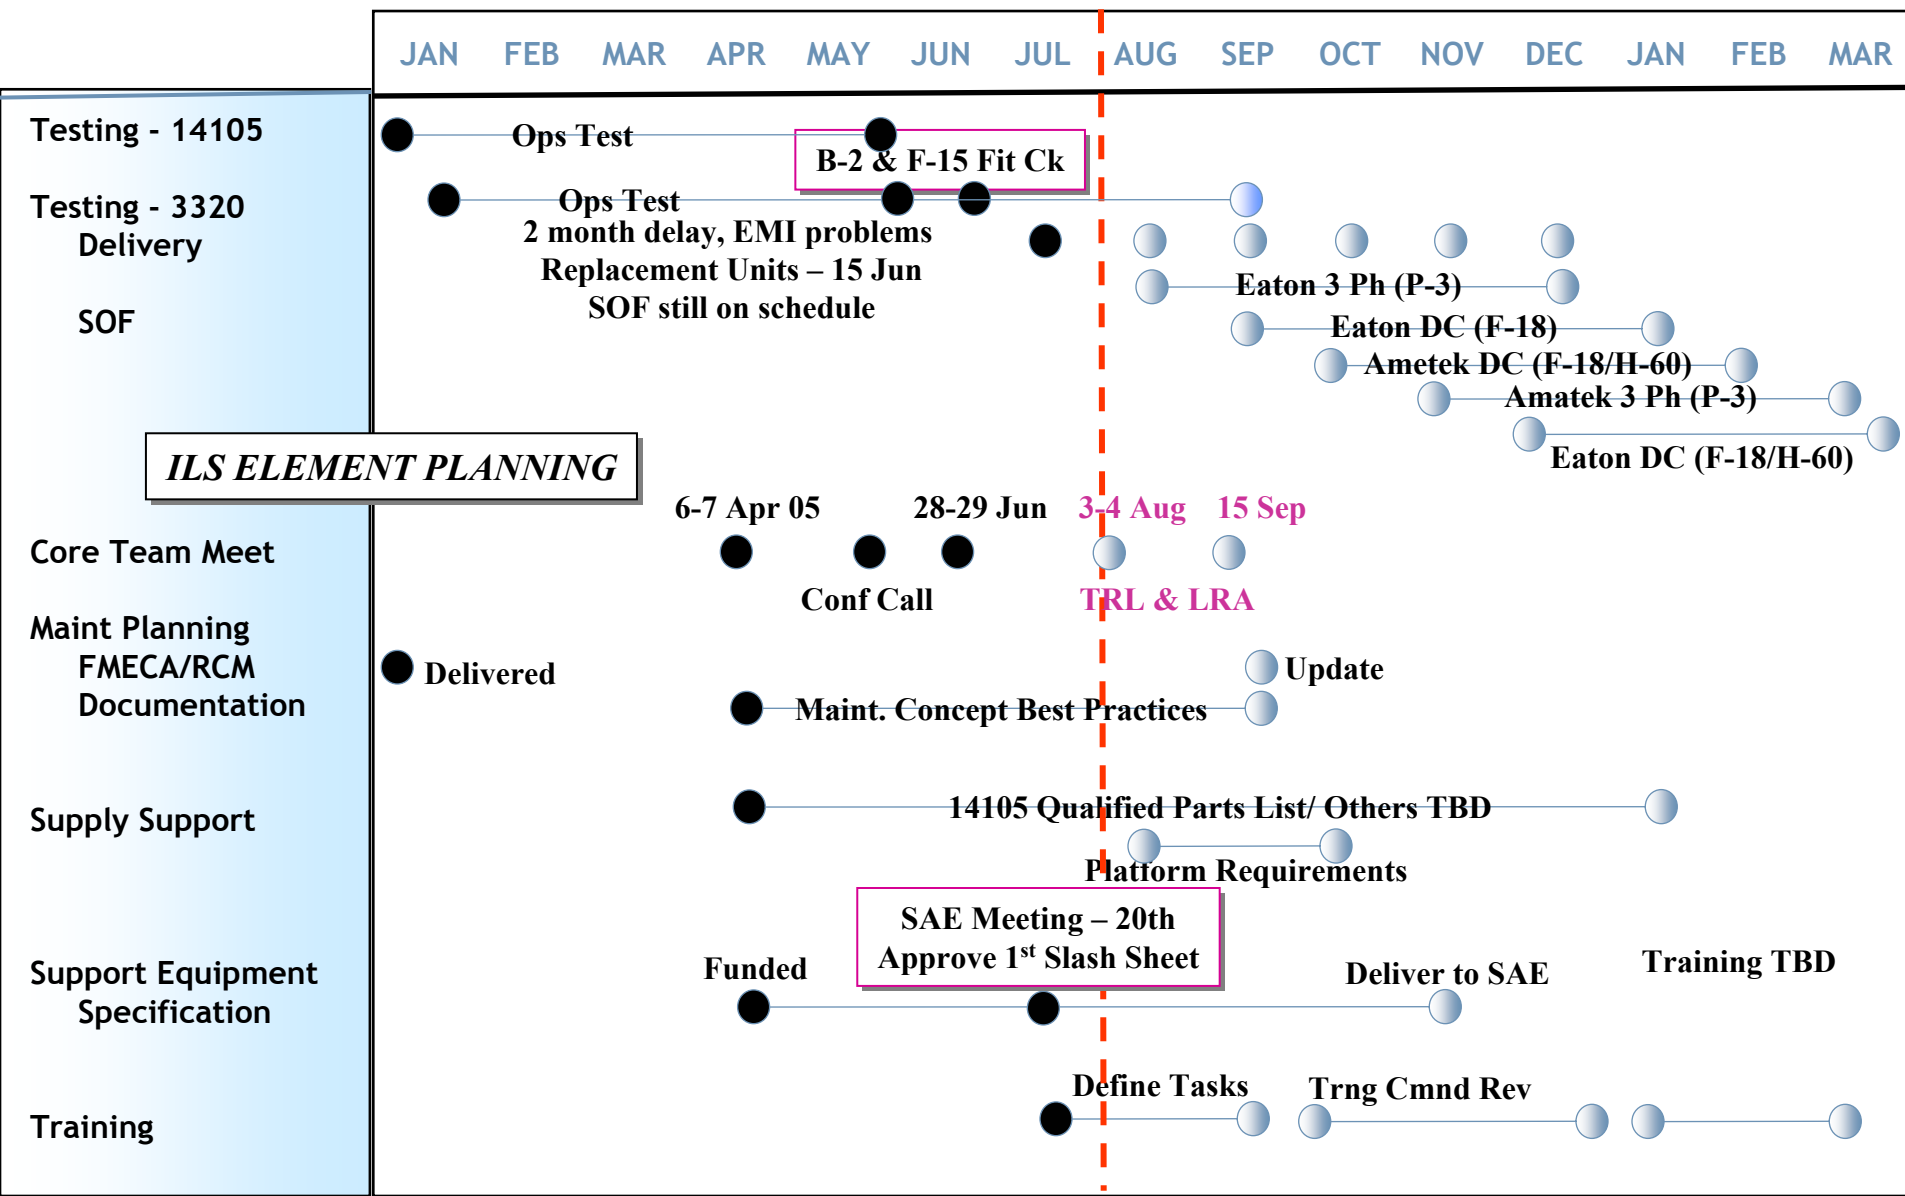 JAN FEB MAR APR MAY JUN JUL AUG SEP OCT NOV DEC JAN FEB MAR
Testing - 14105
Ops Test
B-2 & F-15 Fit Ck
Testing - 3320
Ops Test
Delivery
2 month delay, EMI problems
Replacement Units – 15 Jun
SOF still on schedule
SOF
Eaton 3 Ph (P-3)
Eaton DC (F-18)
Ametek DC (F-18/H-60)
Amatek 3 Ph (P-3)
Eaton DC (F-18/H-60)
ILS ELEMENT PLANNING
6-7 Apr 05 28-29 Jun 3-4 Aug 15 Sep
Core Team Meet
Conf Call TRL & LRA
Maint Planning
FMECA/RCM
Delivered Update
Documentation
Maint. Concept Best Practices
Supply Support
14105 Qualified Parts List/ Others TBD
Platform Requirements
SAE Meeting – 20th
Approve 1st Slash Sheet
Support Equipment
Specification
Funded Deliver to SAE Training TBD
Training
Define Tasks Trng Cmnd Rev